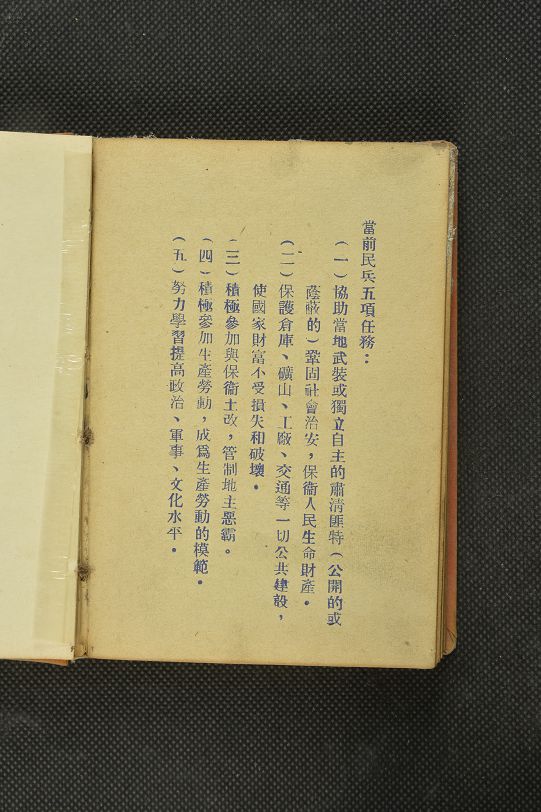 當前民兵五項任務：
(一)協助當地武裝或獨立自主的肅清匪特(公開的或
蔭蔽的)鞏固社會治安，保衞人民生命財產。
(二)保護倉庫、礦山、工廠、交通等一切公共建設，
使國家財富不受損失和破壞。
(三)積極參加與保衞土改，管制地主惡霸。
(四)積極參加生產勞動，成爲生產勞動的模範。
(五)努力學習提高政治、軍事、文化水平。